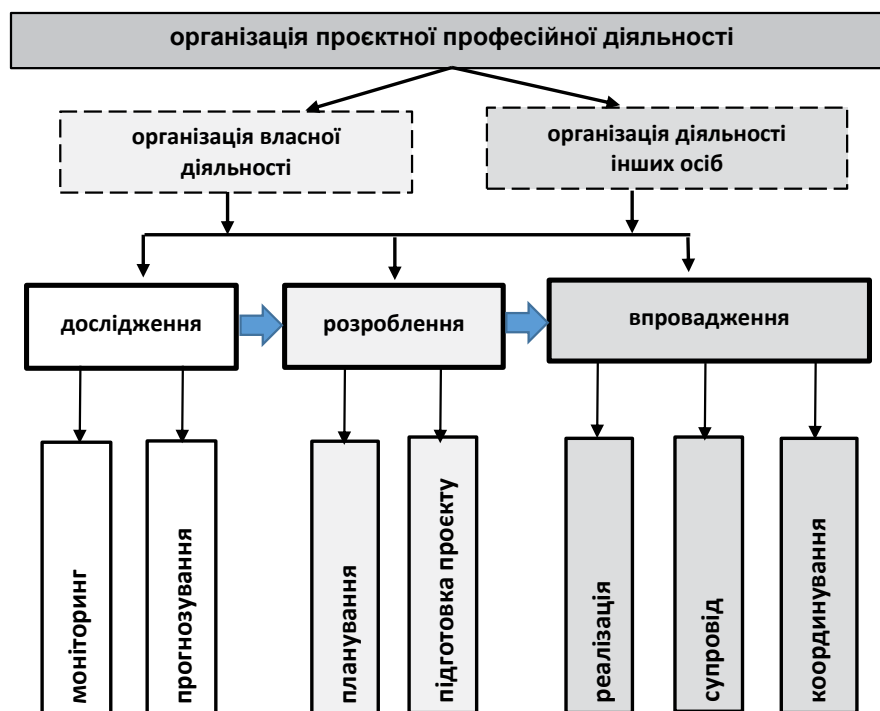 організація проєктної професійної діяльності
організація власної
діяльності
організація діяльності
інших осіб
дослідження
розроблення
впровадження
моніторинг
прогнозування
планування
підготовка проєкту
реалізація
супровід
координування